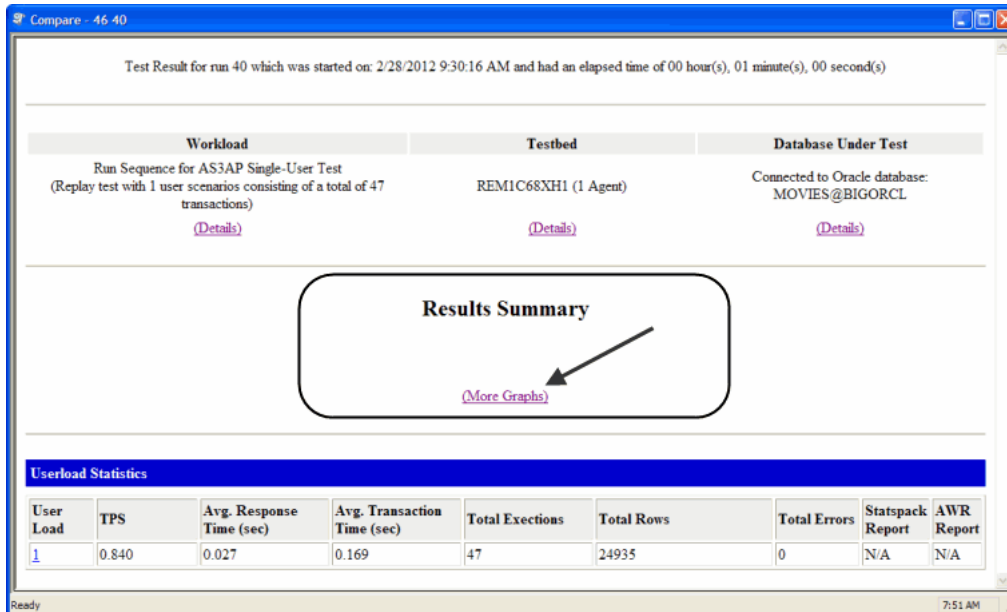 Compare - 46 40
Test Result for run 40 which was started on: 2/28/2012 9:30:16 AM and had an elapsed time of 00 hour(s), 01 minute(s), 00 second(s)
Workload Testbed Database Under Test
Run Sequence for AS3AP Single-User Test
(Replay test with 1 user scenarios consisting of a total of 47
transactions)
(Details)
REM1C68XH1 (1 Agent)
(Details)
Connected to Oracle database:
MOVIES@BIGORCL
(Details)
Results Summary
(More Graphs)
Userload Statistics
User Load TPS Avg. Response Time (sec) Avg. Transaction Time (sec) Total Exections Total Rows Total Errors Statspack Report AWR Report
1 0.840 0.027 0.169 47 24935 0 N/A N/A
Ready 7:51 AM